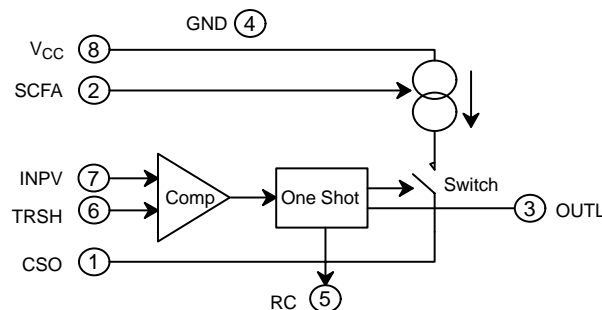 GND 4
VCC 8
SCFA 2
INPV 7
TRSH 6
Comp
One Shot
Switch
3 OUTL
CSO 1
RC 5